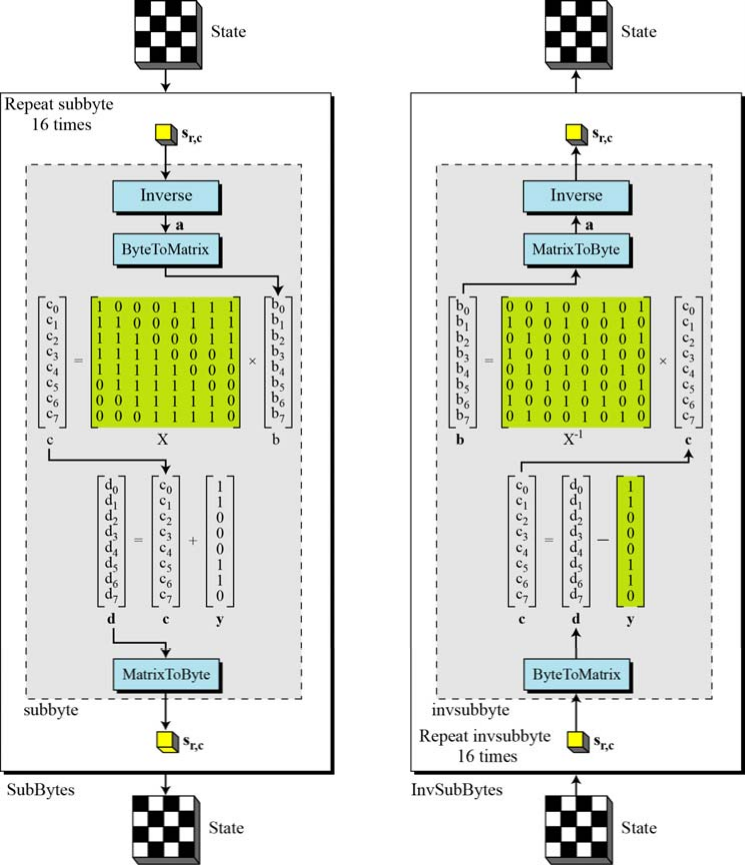 State
Repeat subbyte
16 times
s_r,c
Inverse
a
ByteToMatrix
c0 1 0 0 0 1 1 1 1 b0
c1 1 1 0 0 0 1 1 1 b1
c2 1 1 1 0 0 0 1 1 b2
c3 1 1 1 1 0 0 0 1 b3
= ×
c4 1 1 1 1 1 0 0 0 b4
c5 0 1 1 1 1 1 0 0 b5
c6 0 0 1 1 1 1 1 0 b6
c7 0 0 0 1 1 1 1 0 b7
c X b
d0 c0 1
d1 c1 1
d2 c2 0
d3 c3 0
= +
d4 c4 0
d5 c5 1
d6 c6 1
d7 c7 0
d c y
MatrixToByte
subbyte
s_r,c
SubBytes
State
State
s_r,c
Inverse
a
MatrixToByte
b0 0 0 1 0 0 1 0 1 c0
b1 1 0 0 1 0 0 1 0 c1
b2 0 1 0 0 1 0 0 1 c2
b3 1 0 1 0 0 1 0 0 c3
= ×
b4 0 1 0 1 0 0 1 0 c4
b5 0 0 1 0 1 0 0 1 c5
b6 1 0 0 1 0 1 0 0 c6
b7 0 1 0 0 1 0 1 0 c7
b X⁻¹ c
c0 d0 1
c1 d1 1
c2 d2 0
c3 d3 0
= −
c4 d4 0
c5 d5 1
c6 d6 1
c7 d7 0
c d y
ByteToMatrix
invsubbyte
Repeat invsubbyte
16 times
s_r,c
InvSubBytes
State